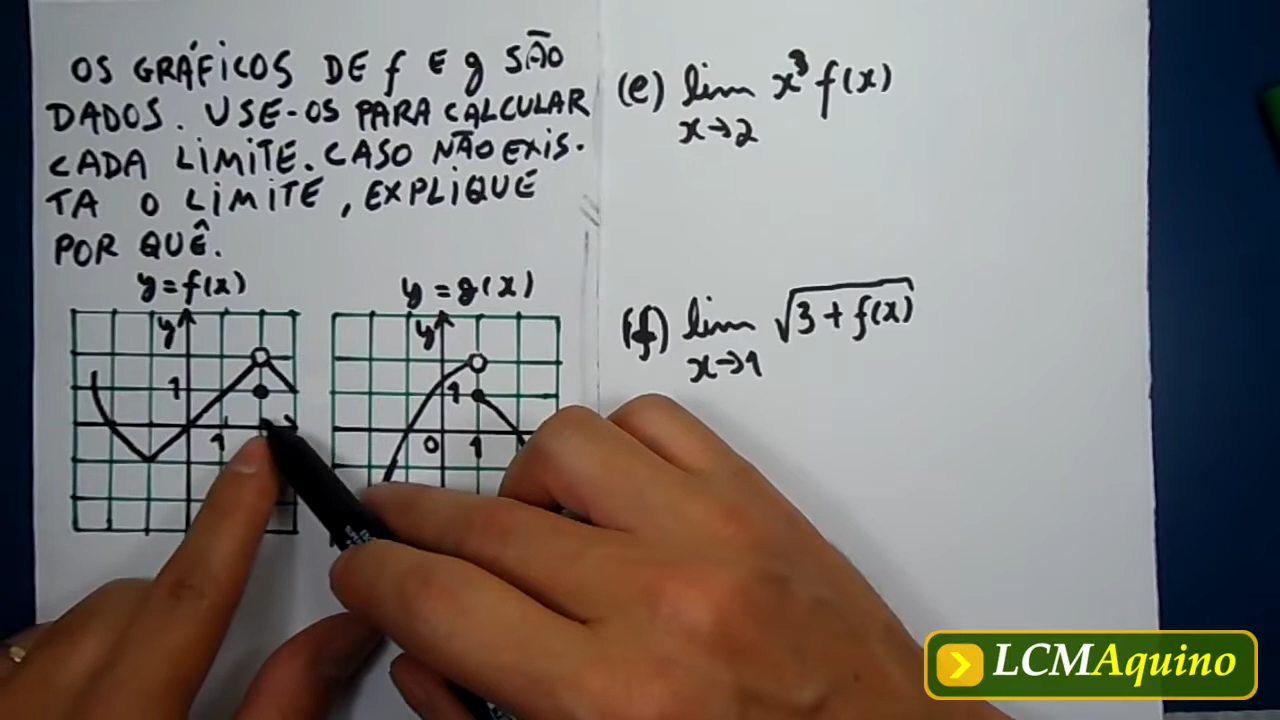 OS GRÁFICOS DE f E g SÃO
DADOS. USE-OS PARA CALCULAR
CADA LIMITE. CASO NÃO EXIS-
TA O LIMITE, EXPLIQUE
POR QUÊ.
y = f(x)
y
1
1
y = g(x)
y
1
0 1
(e) lim x³ f(x)
x→2
(f) lim √3 + f(x)
x→1
LCMAquino